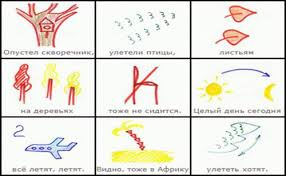 Опустел скворечник,
улетели птицы,
листьям
на деревьях
тоже не сидится.
Целый день сегодня
всё летят, летят.
Видно, тоже в Африку
улететь хотят.